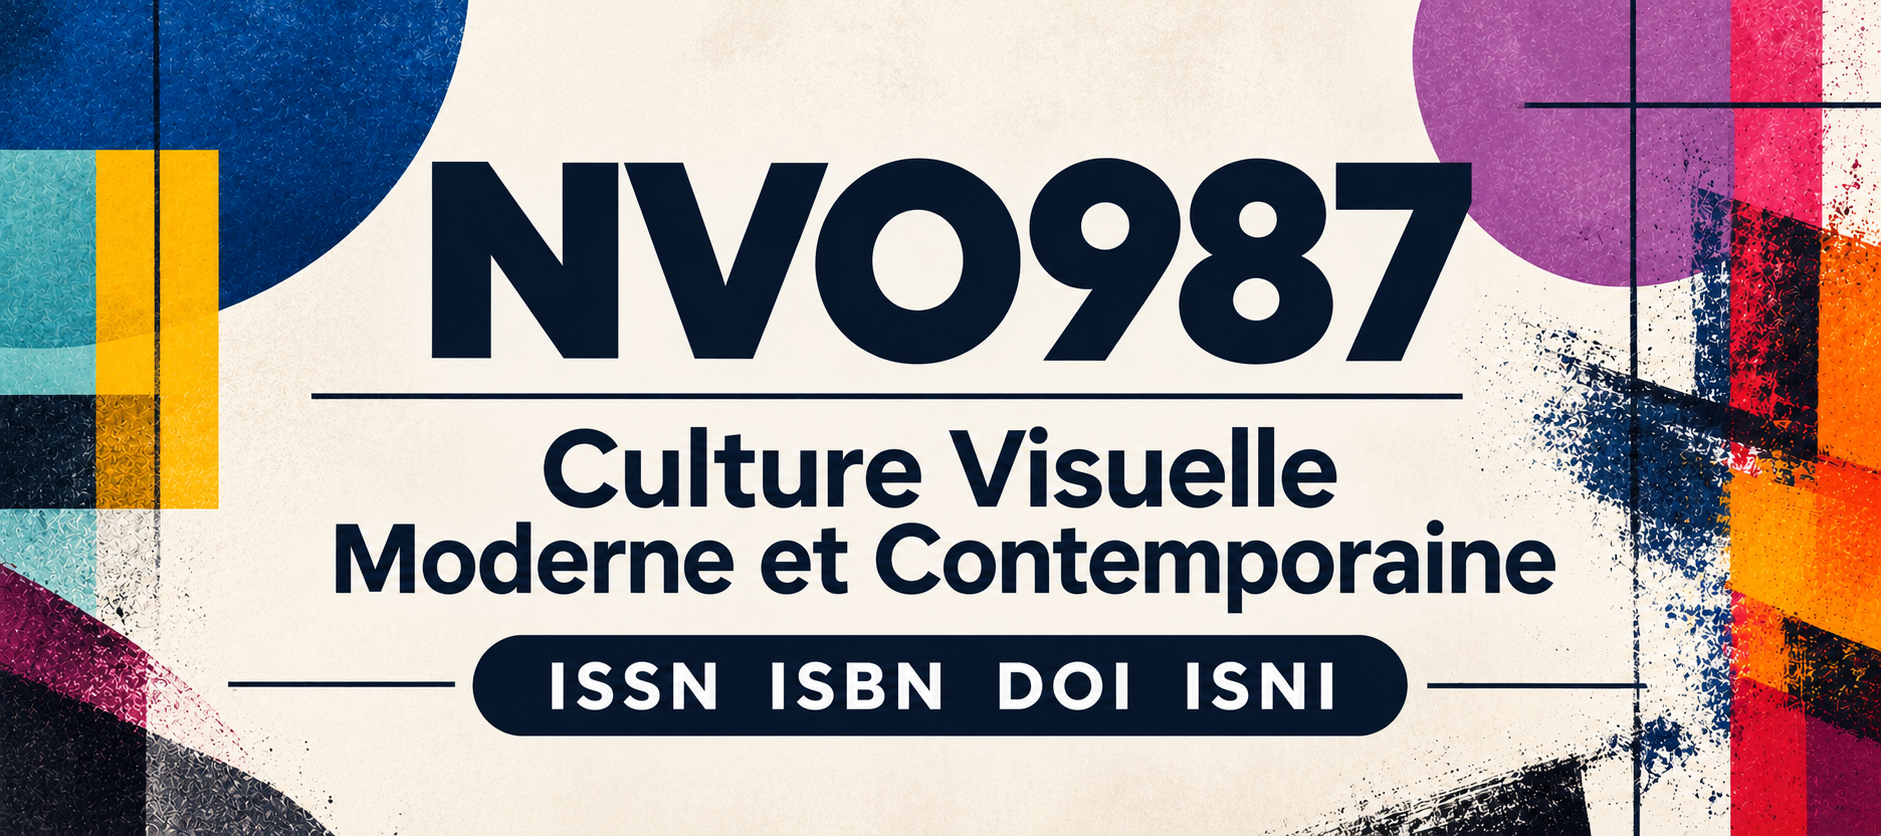 NVO987
Culture Visuelle
Moderne et Contemporaine
ISSN ISBN DOI ISNI